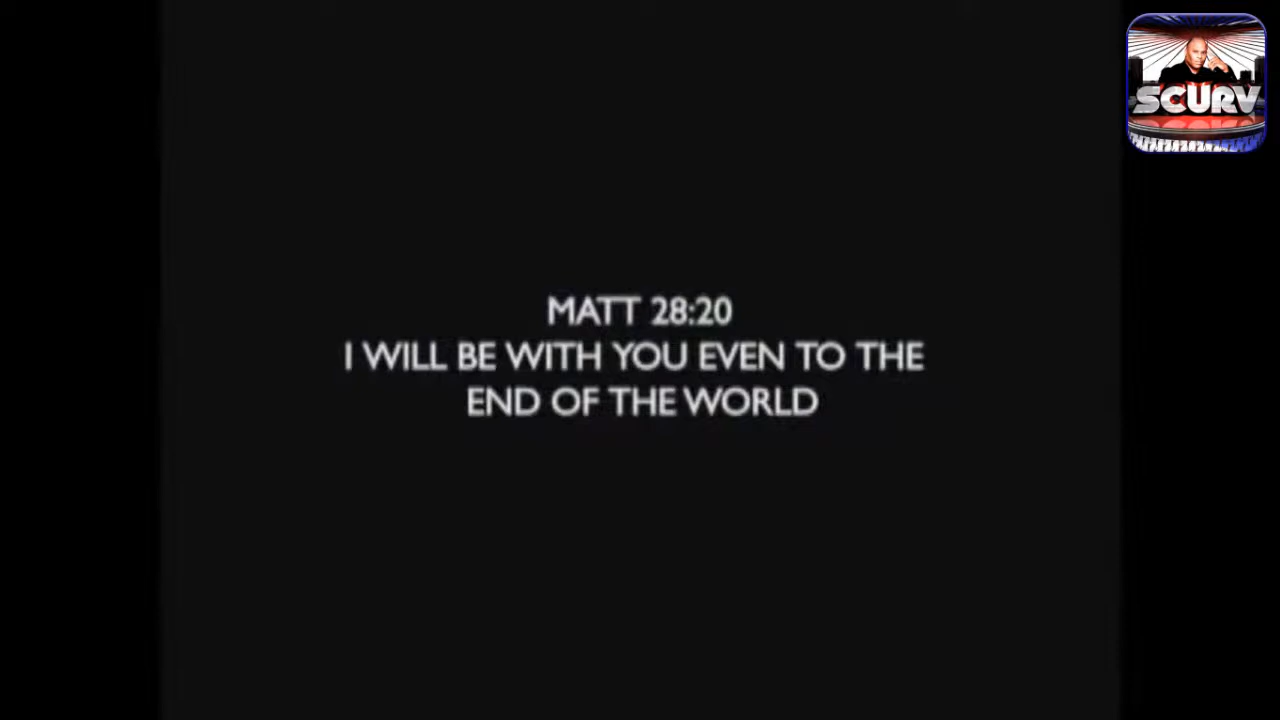 SCURV
MATT 28:20
I WILL BE WITH YOU EVEN TO THE
END OF THE WORLD